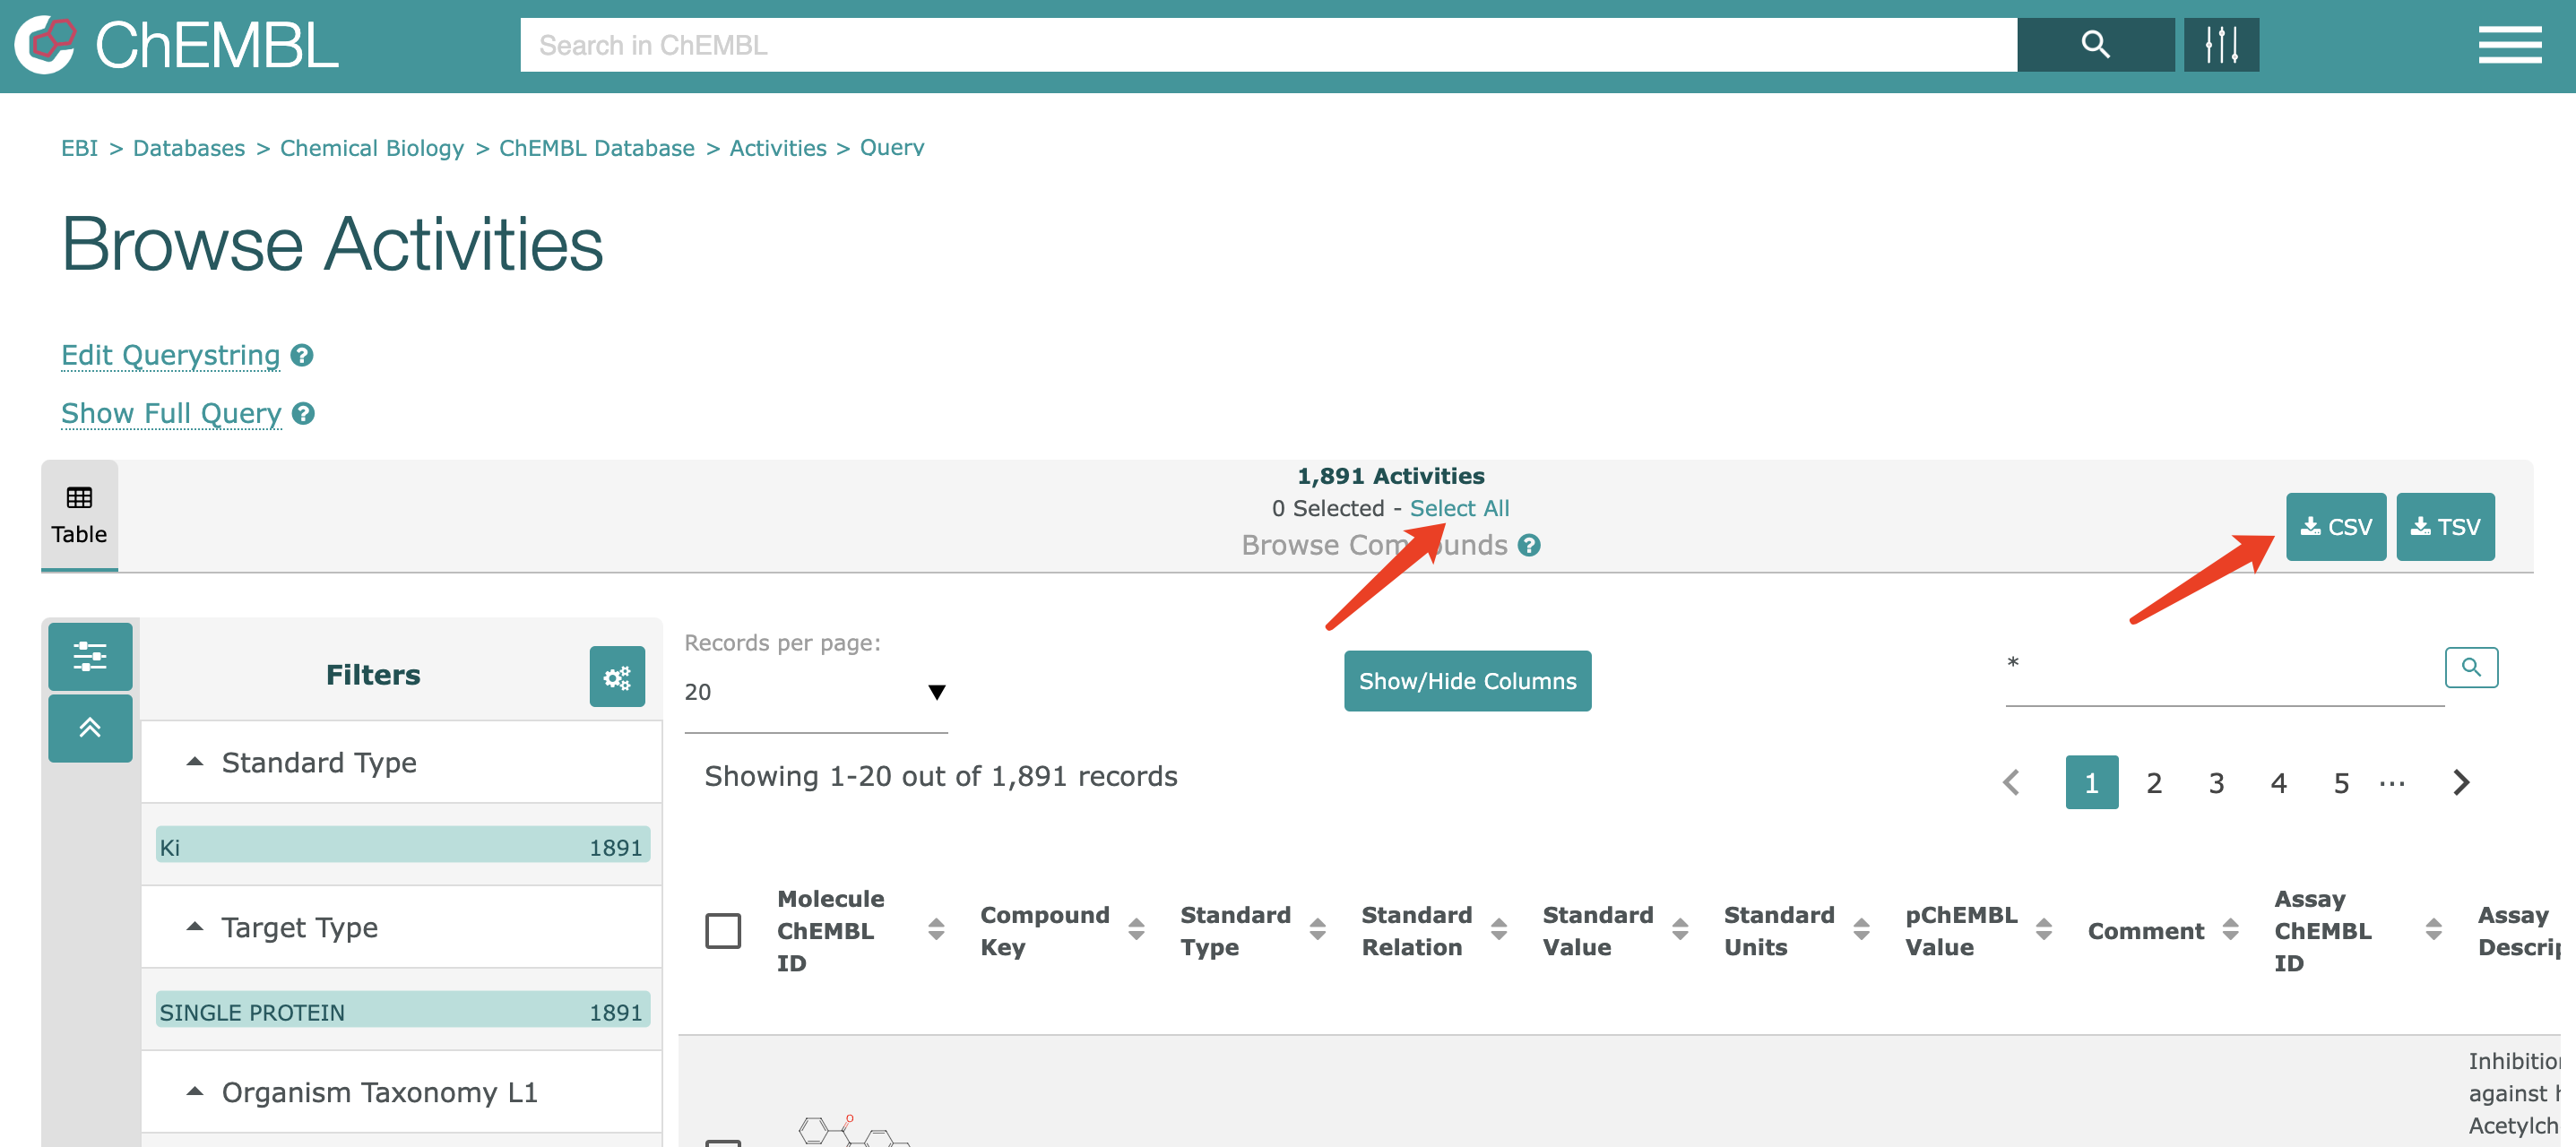 ChEMBL
Search in ChEMBL
EBI > Databases > Chemical Biology > ChEMBL Database > Activities > Query
Browse Activities
Edit Querystring
Show Full Query
Table
1,891 Activities
0 Selected - Select All
Browse Compounds
CSV
TSV
Filters
Standard Type
Ki 1891
Target Type
SINGLE PROTEIN 1891
Organism Taxonomy L1
Records per page:
20
Show/Hide Columns
*
Showing 1-20 out of 1,891 records
1 2 3 4 5 ...
Molecule ChEMBL ID
Compound Key
Standard Type
Standard Relation
Standard Value
Standard Units
pChEMBL Value
Comment
Assay ChEMBL ID
Assay
O
against